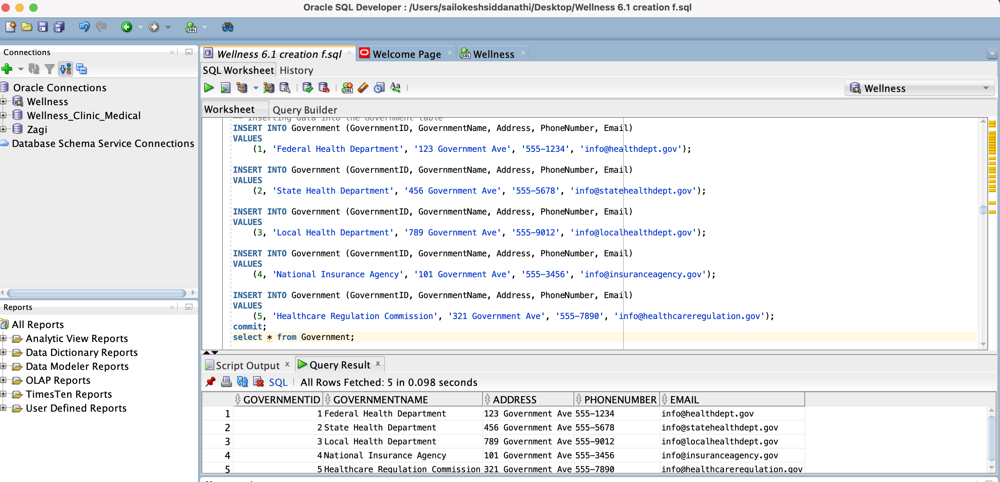 Oracle SQL Developer : /Users/sailokeshsiddanathi/Desktop/Wellness 6.1 creation f.sql
Connections
Oracle Connections
Wellness
Wellness_Clinic_Medical
Zagi
Database Schema Service Connections
Reports
All Reports
Analytic View Reports
Data Dictionary Reports
Data Modeler Reports
OLAP Reports
TimesTen Reports
User Defined Reports
Wellness 6.1 creation f.sql
Welcome Page
Wellness
SQL Worksheet History
Wellness
Worksheet Query Builder
-- Inserting data into the Government table
INSERT INTO Government (GovernmentID, GovernmentName, Address, PhoneNumber, Email)
VALUES
(1, 'Federal Health Department', '123 Government Ave', '555-1234', 'info@healthdept.gov');
INSERT INTO Government (GovernmentID, GovernmentName, Address, PhoneNumber, Email)
VALUES
(2, 'State Health Department', '456 Government Ave', '555-5678', 'info@statehealthdept.gov');
INSERT INTO Government (GovernmentID, GovernmentName, Address, PhoneNumber, Email)
VALUES
(3, 'Local Health Department', '789 Government Ave', '555-9012', 'info@localhealthdept.gov');
INSERT INTO Government (GovernmentID, GovernmentName, Address, PhoneNumber, Email)
VALUES
(4, 'National Insurance Agency', '101 Government Ave', '555-3456', 'info@insuranceagency.gov');
INSERT INTO Government (GovernmentID, GovernmentName, Address, PhoneNumber, Email)
VALUES
(5, 'Healthcare Regulation Commission', '321 Government Ave', '555-7890', 'info@healthcareregulation.gov');
commit;
select * from Government;
Script Output Query Result
SQL All Rows Fetched: 5 in 0.098 seconds
GOVERNMENTID GOVERNMENTNAME ADDRESS PHONENUMBER EMAIL
1 1 Federal Health Department 123 Government Ave 555-1234 info@healthdept.gov
2 2 State Health Department 456 Government Ave 555-5678 info@statehealthdept.gov
3 3 Local Health Department 789 Government Ave 555-9012 info@localhealthdept.gov
4 4 National Insurance Agency 101 Government Ave 555-3456 info@insuranceagency.gov
5 5 Healthcare Regulation Commission 321 Government Ave 555-7890 info@healthcareregulation.gov